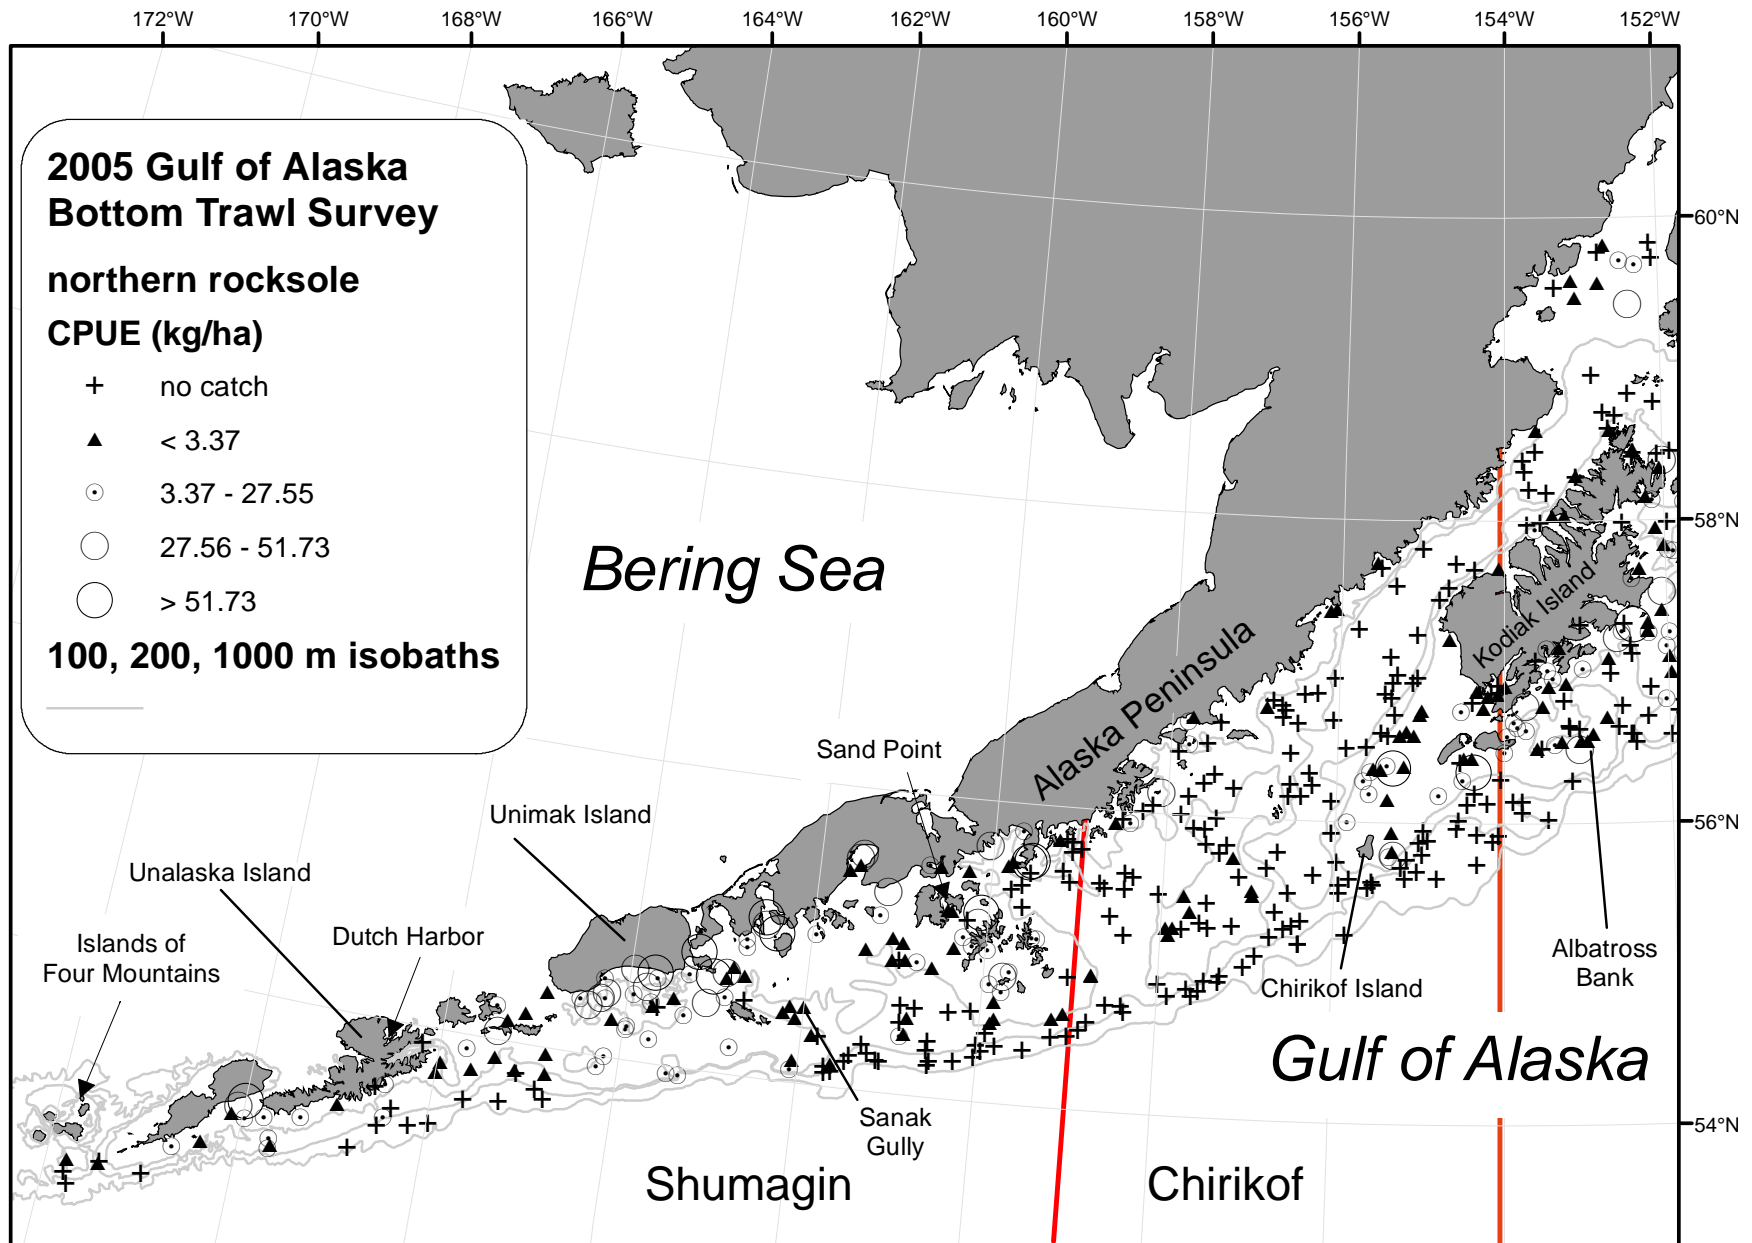 172°W 170°W 168°W 166°W 164°W 162°W 160°W 158°W 156°W 154°W 152°W
2005 Gulf of Alaska
Bottom Trawl Survey
northern rocksole
CPUE (kg/ha)
no catch
< 3.37
3.37 - 27.55
27.56 - 51.73
> 51.73
100, 200, 1000 m isobaths
60°N
58°N
56°N
54°N
Bering Sea
Alaska Peninsula
Kodiak Island
Sand Point
Unimak Island
Unalaska Island
Dutch Harbor
Islands of
Four Mountains
Sanak
Gully
Chirikof Island
Albatross
Bank
Gulf of Alaska
Shumagin
Chirikof